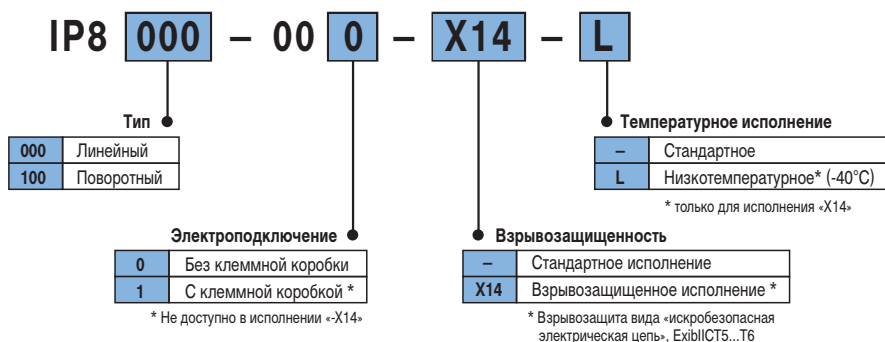 IP8 000 – 00 0 – X14 – L
Тип
000 Линейный
100 Поворотный
Температурное исполнение
– Стандартное
L Низкотемпературное* (-40°C)
* только для исполнения «X14»
Электроподключение
0 Без клеммной коробки
1 С клеммной коробкой *
* Не доступно в исполнении «-X14»
Взрывозащищенность
– Стандартное исполнение
X14 Взрывозащищенное исполнение *
* Взрывозащита вида «искробезопасная
электрическая цепь», ExibIICT5...T6